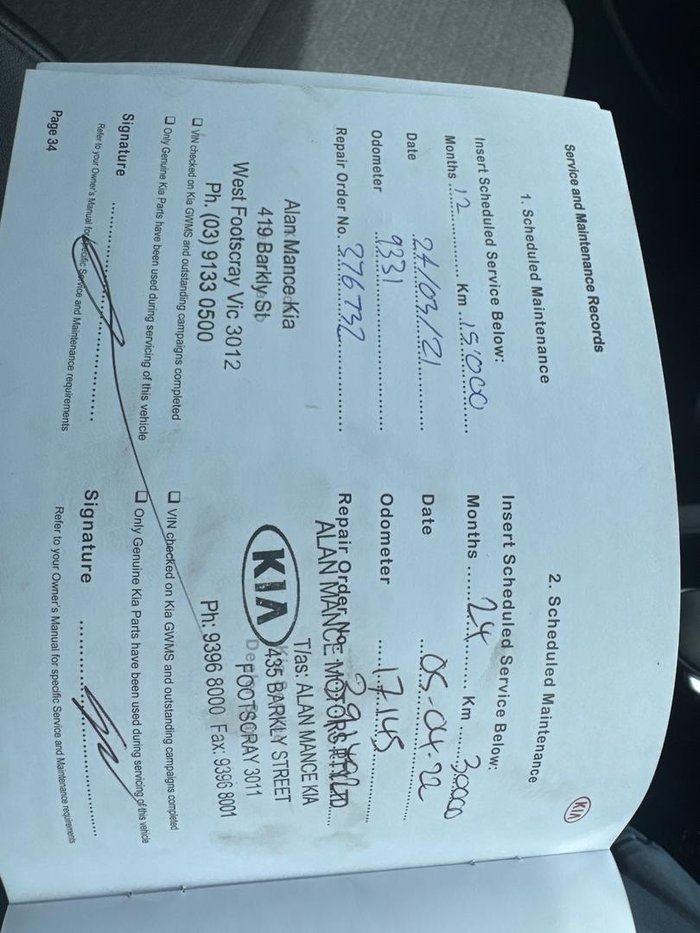 Service and Maintenance Records
KIA
1. Scheduled Maintenance
Insert Scheduled Service Below:
Months 12 Km 15'000
Date 24/03/21
Odometer 9331
Repair Order No. 376732
Alan Mance Kia
419 Barkly St
West Footscray Vic 3012
Ph. (03) 9133 0500
☐ VIN checked on Kia GWMS and outstanding campaigns completed
☐ Only Genuine Kia Parts have been used during servicing of this vehicle
Signature
Refer to your Owner's Manual for specific Service and Maintenance requirements
Page 34
2. Scheduled Maintenance
Insert Scheduled Service Below:
Months 24 Km 30000
Date 05-04-22
Odometer 17145
Repair Order No.
ALAN MANCE MOTORS PTY LTD
T/as: ALAN MANCE KIA
KIA 435 BARKLY STREET
FOOTSCRAY 3011
Ph: 9396 8000 Fax: 9396 8001
☐ VIN checked on Kia GWMS and outstanding campaigns completed
☐ Only Genuine Kia Parts have been used during servicing of this vehicle
Signature
Refer to your Owner's Manual for specific Service and Maintenance requirements